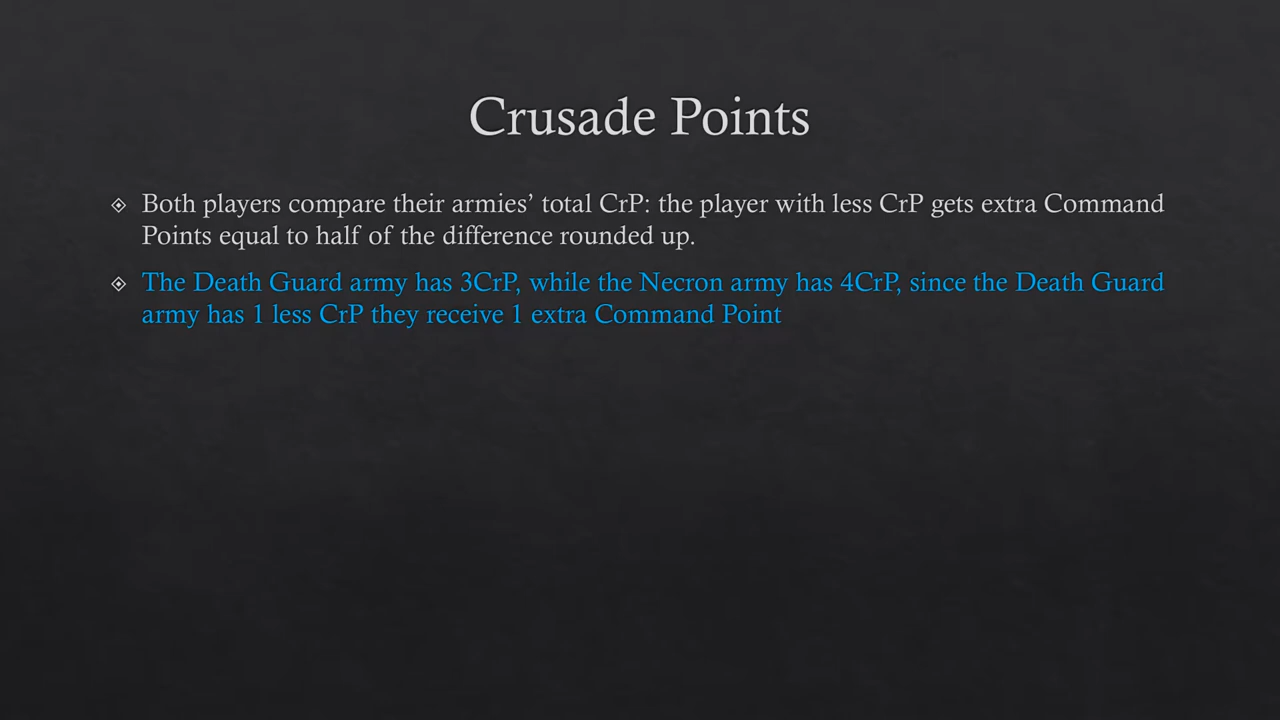 Crusade Points
Both players compare their armies’ total CrP: the player with less CrP gets extra Command
Points equal to half of the difference rounded up.
The Death Guard army has 3CrP, while the Necron army has 4CrP, since the Death Guard
army has 1 less CrP they receive 1 extra Command Point